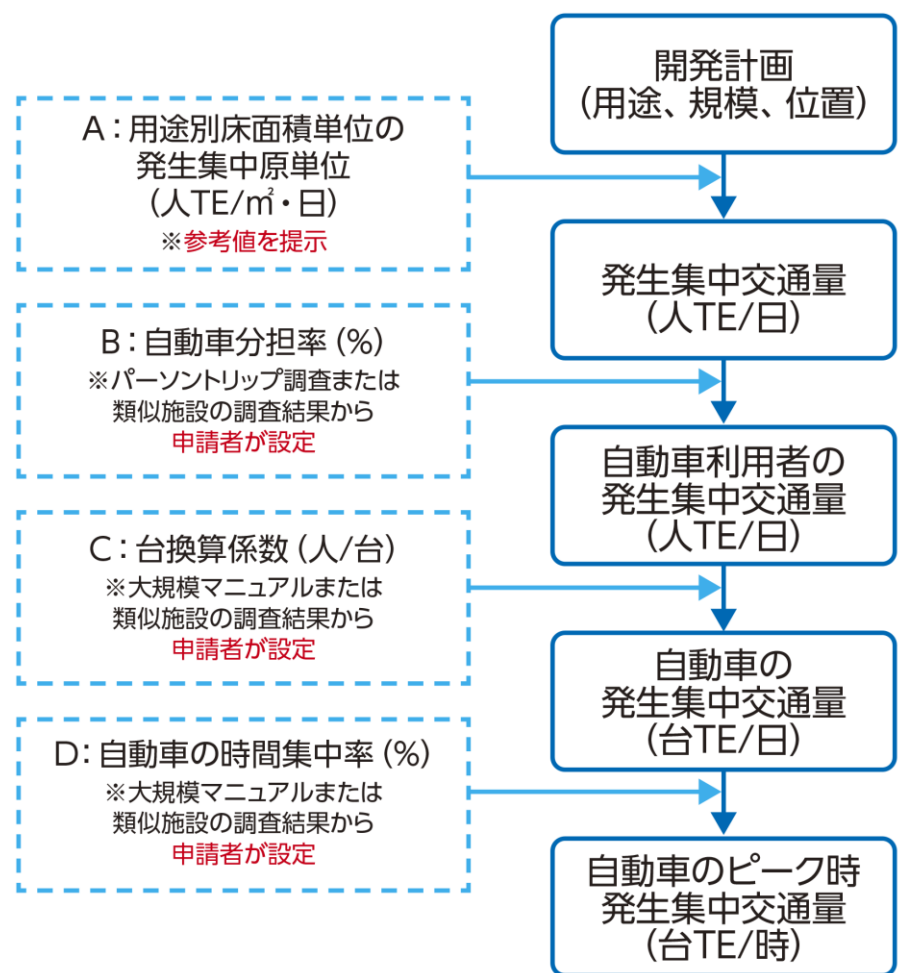 開発計画
(用途、規模、位置)
A：用途別床面積単位の
発生集中原単位
(人TE/㎡・日)
※参考値を提示
発生集中交通量
(人TE/日)
B：自動車分担率(%)
※パーソントリップ調査または
類似施設の調査結果から
申請者が設定
自動車利用者の
発生集中交通量
(人TE/日)
C：台換算係数(人/台)
※大規模マニュアルまたは
類似施設の調査結果から
申請者が設定
自動車の
発生集中交通量
(台TE/日)
D：自動車の時間集中率(%)
※大規模マニュアルまたは
類似施設の調査結果から
申請者が設定
自動車のピーク時
発生集中交通量
(台TE/時)